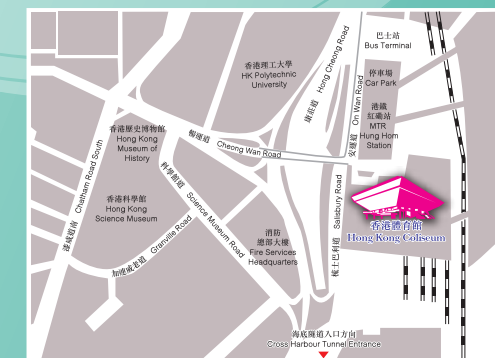 巴士站
Bus Terminal
香港理工大學
HK Polytechnic
University
康莊道 Hong Cheong Road
安運道 On Wan Road
停車場
Car Park
港鐵
紅磡站
MTR
Hung Hom
Station
香港歷史博物館
Hong Kong
Museum of
History
暢運道 Cheong Wan Road
科學館道 Science Museum Road
漆咸道南 Chatham Road South
香港科學館
Hong Kong
Science Museum
加連威老道 Granville Road
消防
總部大樓
Fire Services
Headquarters
梳士巴利道 Salisbury Road
香港體育館
Hong Kong Coliseum
海底隧道入口方向
Cross Harbour Tunnel Entrance